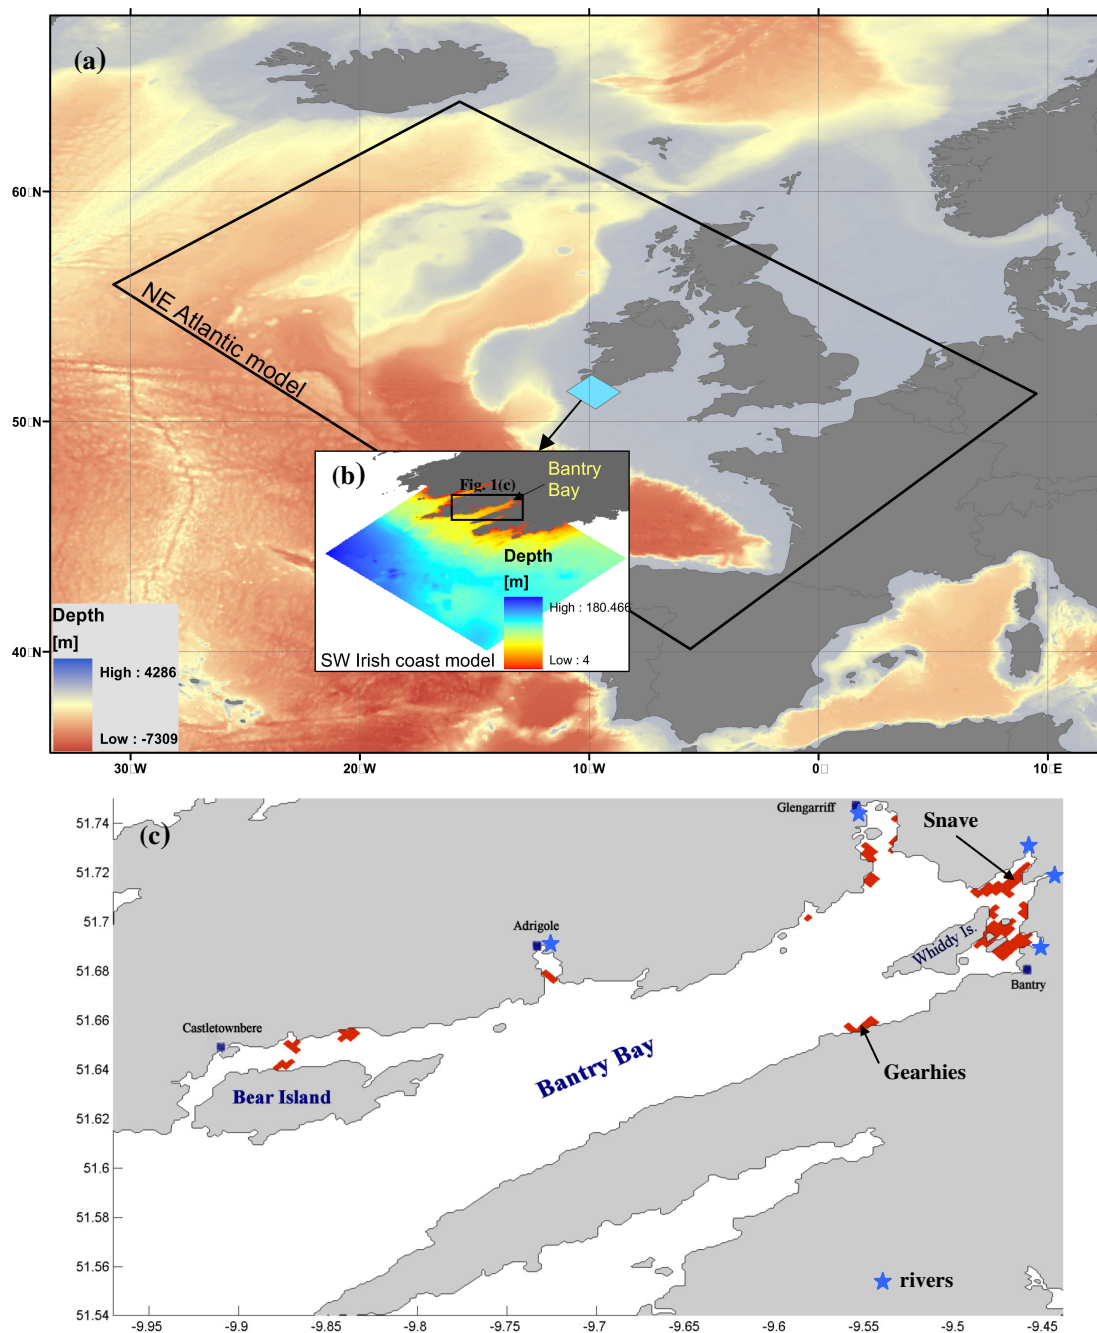 (a)
60□N
50□N
40□N
NE Atlantic model
(b)
Fig. 1(c)
Bantry
Bay
Depth
[m]
High : 180.466
Low : 4
SW Irish coast model
Depth
[m]
High : 4286
Low : -7309
30□W
20□W
10□W
0□
10□E
(c)
51.74
51.72
51.7
51.68
51.66
51.64
51.62
51.6
51.58
51.56
51.54
Glengarriff
Snave
Adrigole
Whiddy Is.
Bantry
Castletownbere
Bear Island
Bantry Bay
Gearhies
rivers
-9.95
-9.9
-9.85
-9.8
-9.75
-9.7
-9.65
-9.6
-9.55
-9.5
-9.45